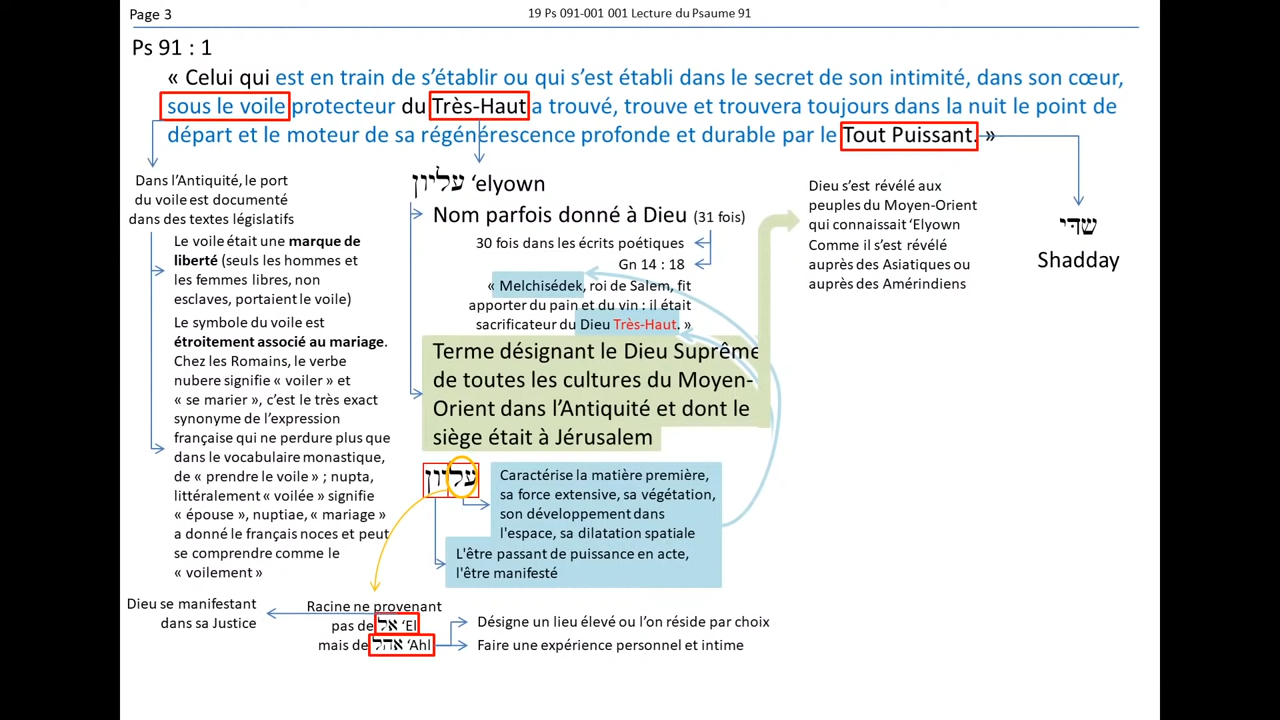 Page 3
19 Ps 091-001 001 Lecture du Psaume 91
Ps 91 : 1
« Celui qui est en train de s’établir ou qui s’est établi dans le secret de son intimité, dans son cœur,
sous le voile protecteur du Très-Haut a trouvé, trouve et trouvera toujours dans la nuit le point de
départ et le moteur de sa régénérescence profonde et durable par le Tout Puissant. »
Dans l’Antiquité, le port
du voile est documenté
dans des textes législatifs
Le voile était une marque de
liberté (seuls les hommes et
les femmes libres, non
esclaves, portaient le voile)
Le symbole du voile est
étroitement associé au mariage.
Chez les Romains, le verbe
nubere signifie « voiler » et
« se marier », c’est le très exact
synonyme de l’expression
française qui ne perdure plus que
dans le vocabulaire monastique,
de « prendre le voile » ; nupta,
littéralement « voilée » signifie
« épouse », nuptiae, « mariage »
a donné le français noces et peut
se comprendre comme le
« voilement »
עליון ‘elyown
Nom parfois donné à Dieu (31 fois)
30 fois dans les écrits poétiques
Gn 14 : 18
« Melchisédek, roi de Salem, fit
apporter du pain et du vin : il était
sacrificateur du Dieu Très-Haut. »
Terme désignant le Dieu Suprême
de toutes les cultures du Moyen-
Orient dans l’Antiquité et dont le
siège était à Jérusalem
עליון
Caractérise la matière première,
sa force extensive, sa végétation,
son développement dans
l'espace, sa dilatation spatiale
L'être passant de puissance en acte,
l'être manifesté
Dieu s’est révélé aux
peuples du Moyen-Orient
qui connaissait ‘Elyown
Comme il s’est révélé
auprès des Asiatiques ou
auprès des Amérindiens
שדי
Shadday
Dieu se manifestant
dans sa Justice
Racine ne provenant
pas de אל ‘El
mais de אהל ‘Ahl
Désigne un lieu élevé ou l’on réside par choix
Faire une expérience personnel et intime